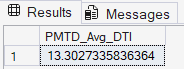 Results Messages
PMTD_Avg_DTI
1 13.3027335836364